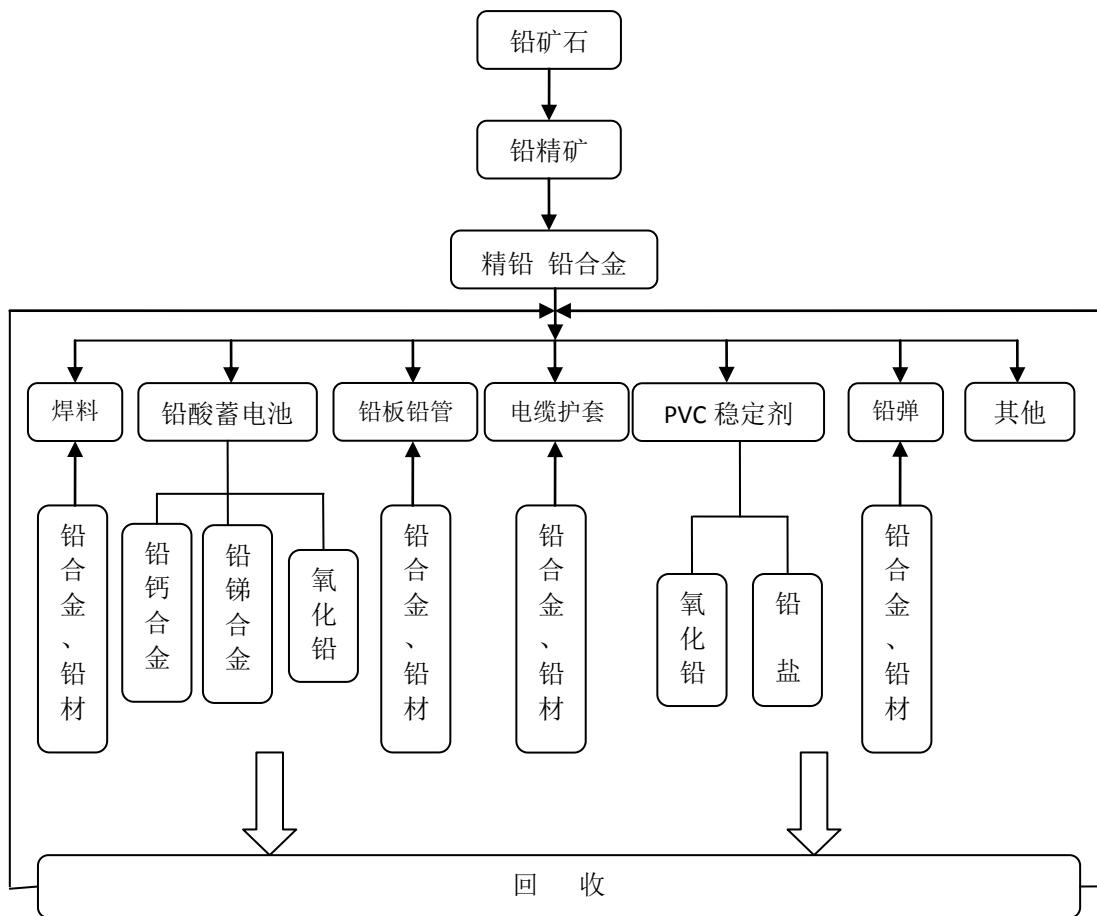 铅矿石
铅精矿
精铅 铅合金
焊料
铅酸蓄电池
铅板铅管
电缆护套
PVC 稳定剂
铅弹
其他
铅合金、铅材
铅钙合金
铅锑合金
氧化铅
铅合金、铅材
铅合金、铅材
氧化铅
铅盐
铅合金、铅材
回 收